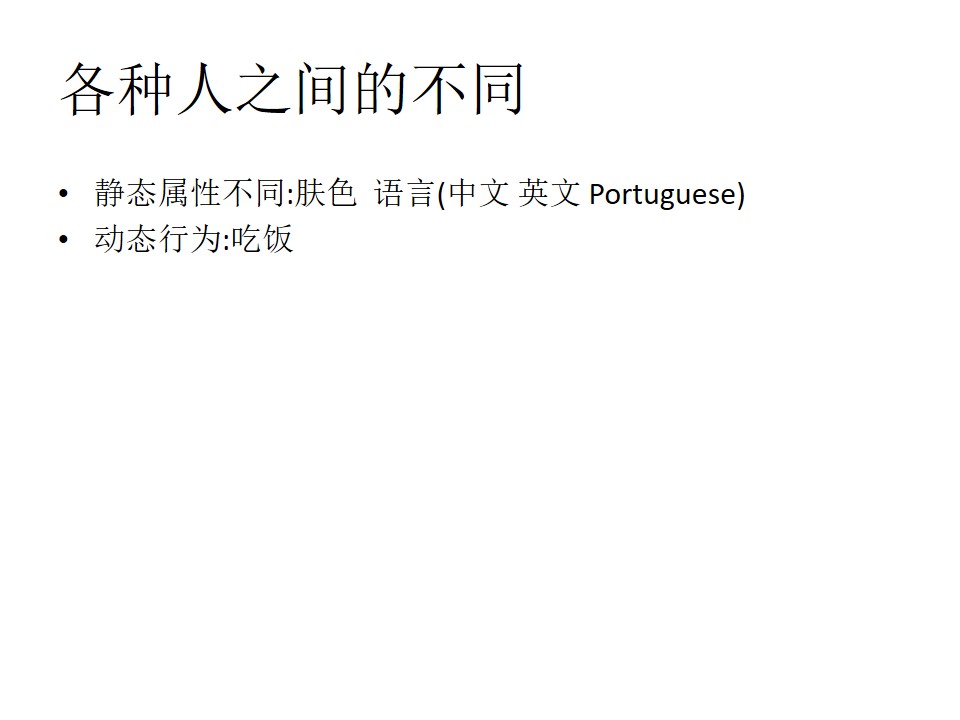 各种人之间的不同
• 静态属性不同:肤色  语言(中文 英文 Portuguese)
• 动态行为:吃饭